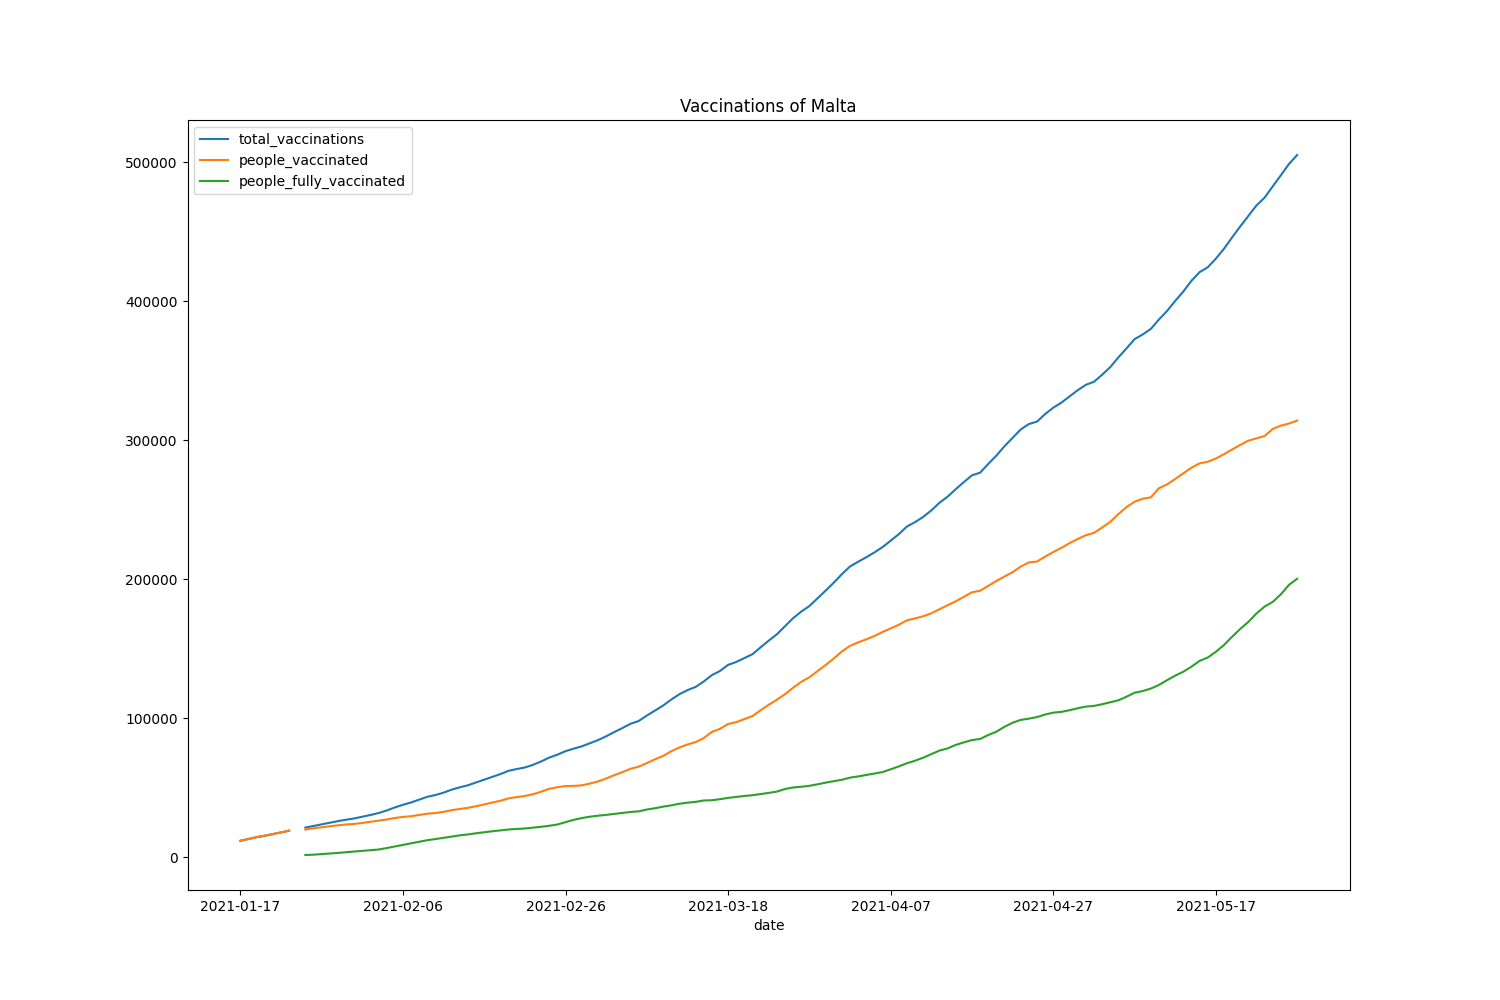 Vaccinations of Malta
total_vaccinations
people_vaccinated
people_fully_vaccinated
500000
400000
300000
200000
100000
0
2021-01-17 2021-02-06 2021-02-26 2021-03-18 2021-04-07 2021-04-27 2021-05-17
date